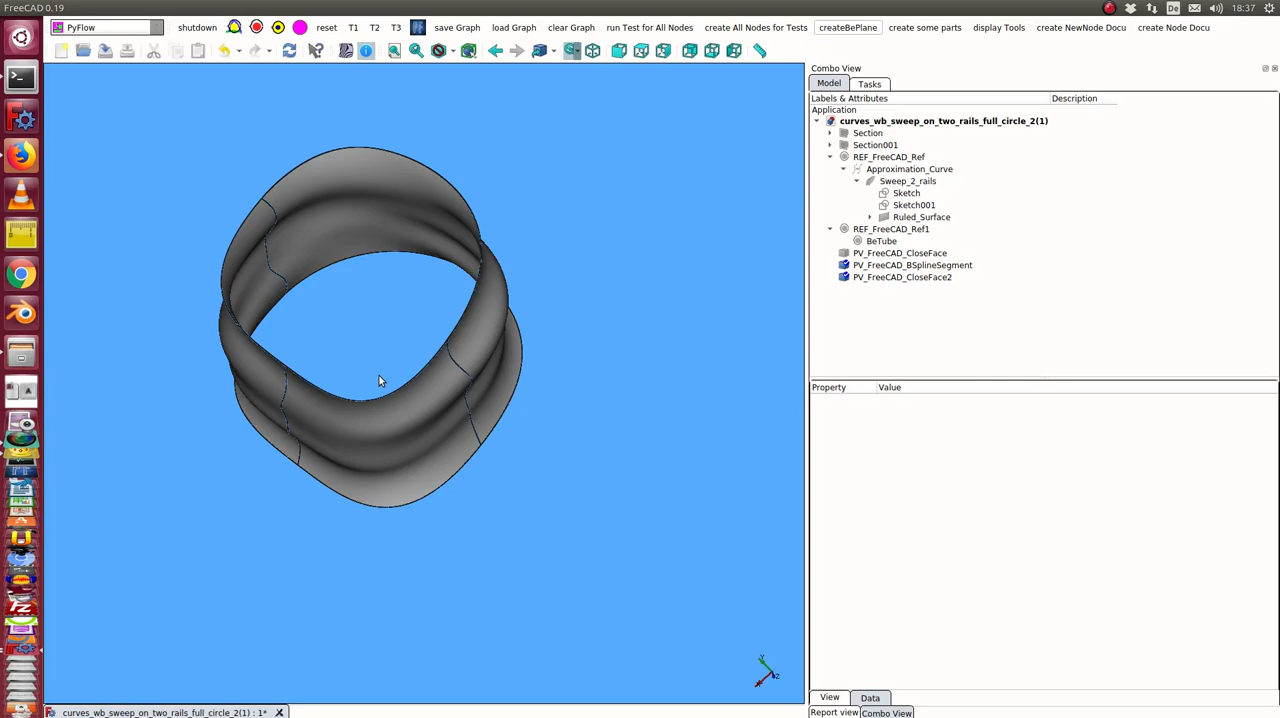 FreeCAD 0.19
De 18:37
PyFlow shutdown reset T1 T2 T3 save Graph load Graph clear Graph run Test for All Nodes create All Nodes for Tests createBePlane create some parts display Tools create NewNode Docu create Node Docu
Combo View
Model Tasks
Labels & Attributes Description
Application
curves_wb_sweep_on_two_rails_full_circle_2(1)
Section
Section001
REF_FreeCAD_Ref
Approximation_Curve
Sweep_2_rails
Sketch
Sketch001
Ruled_Surface
REF_FreeCAD_Ref1
BeTube
PV_FreeCAD_CloseFace
PV_FreeCAD_BSplineSegment
PV_FreeCAD_CloseFace2
Property Value
Y
Z
View Data
curves_wb_sweep_on_two_rails_full_circle_2(1) : 1*
Report view Combo View